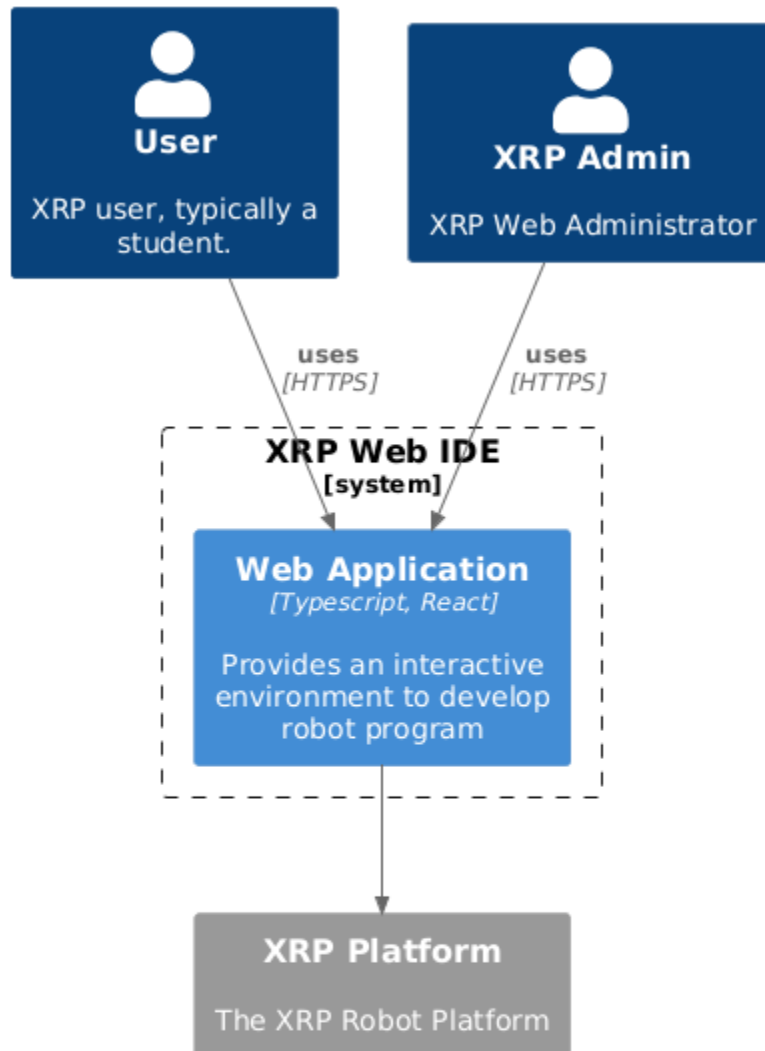 User
XRP user, typically a
student.
XRP Admin
XRP Web Administrator
uses
[HTTPS]
uses
[HTTPS]
XRP Web IDE
[system]
Web Application
[Typescript, React]
Provides an interactive
environment to develop
robot program
XRP Platform
The XRP Robot Platform